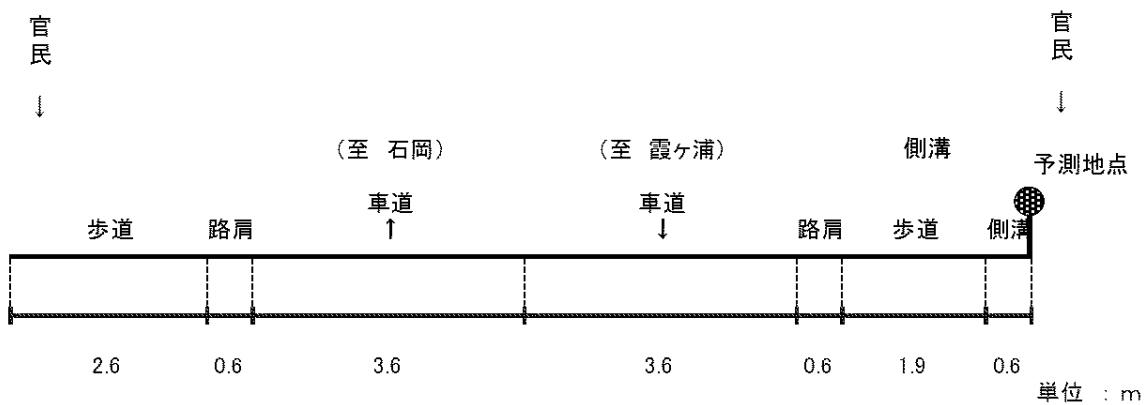 官民
↓
官民
↓
(至 石岡)
(至 霞ヶ浦)
側溝
予測地点
車道
車道
歩道
路肩
↑
↓
路肩
歩道
側溝
2.6
0.6
3.6
3.6
0.6
1.9
0.6
単位 : m